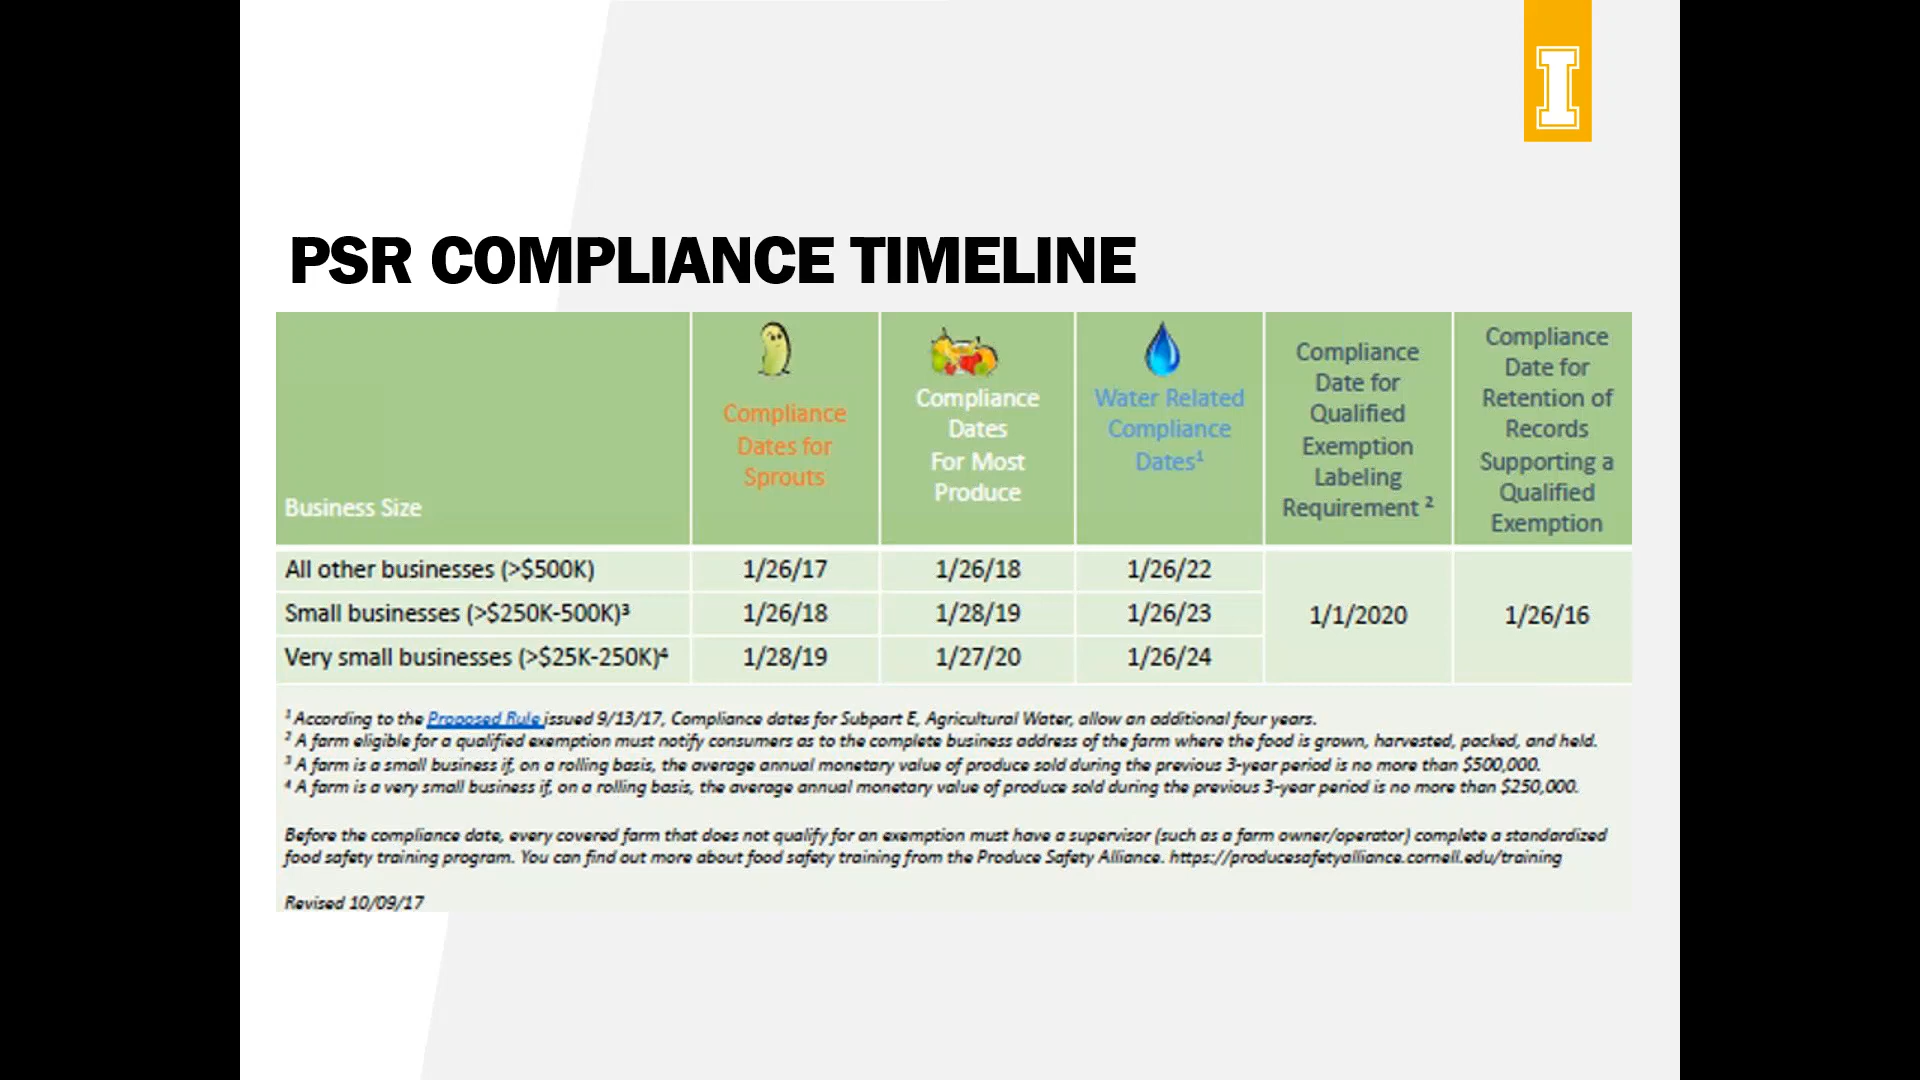 I
PSR COMPLIANCE TIMELINE
Business Size
Compliance
Dates for
Sprouts
Compliance
Dates
For Most
Produce
Water Related
Compliance
Dates¹
Compliance
Date for
Qualified
Exemption
Labeling
Requirement ²
Compliance
Date for
Retention of
Records
Supporting a
Qualified
Exemption
All other businesses (>$500K) 1/26/17 1/26/18 1/26/22
Small businesses (>$250K-500K)³ 1/26/18 1/28/19 1/26/23 1/1/2020 1/26/16
Very small businesses (>$25K-250K)⁴ 1/28/19 1/27/20 1/26/24
¹ According to the Proposed Rule issued 9/13/17, Compliance dates for Subpart E, Agricultural Water, allow an additional four years.
² A farm eligible for a qualified exemption must notify consumers as to the complete business address of the farm where the food is grown, harvested, packed, and held.
³ A farm is a small business if, on a rolling basis, the average annual monetary value of produce sold during the previous 3-year period is no more than $500,000.
⁴ A farm is a very small business if, on a rolling basis, the average annual monetary value of produce sold during the previous 3-year period is no more than $250,000.
Before the compliance date, every covered farm that does not qualify for an exemption must have a supervisor (such as a farm owner/operator) complete a standardized
food safety training program. You can find out more about food safety training from the Produce Safety Alliance. https://producesafetyalliance.cornell.edu/training
Revised 10/09/17